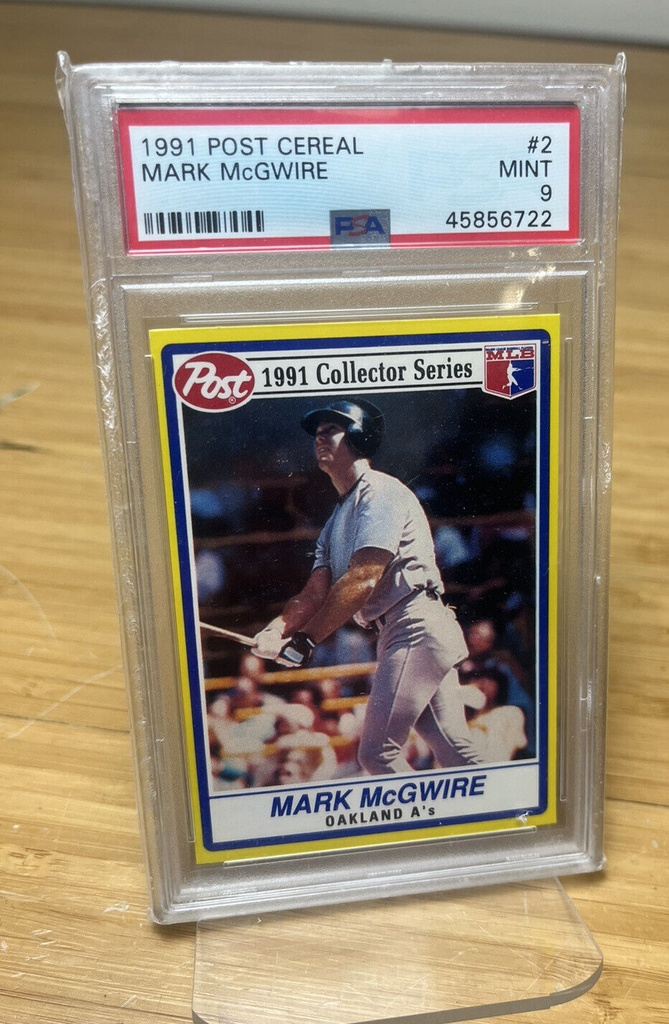 1991 POST CEREAL #2
MARK McGWIRE MINT
9
PSA 45856722
Post® 1991 Collector Series MLB
MARK McGWIRE
OAKLAND A's